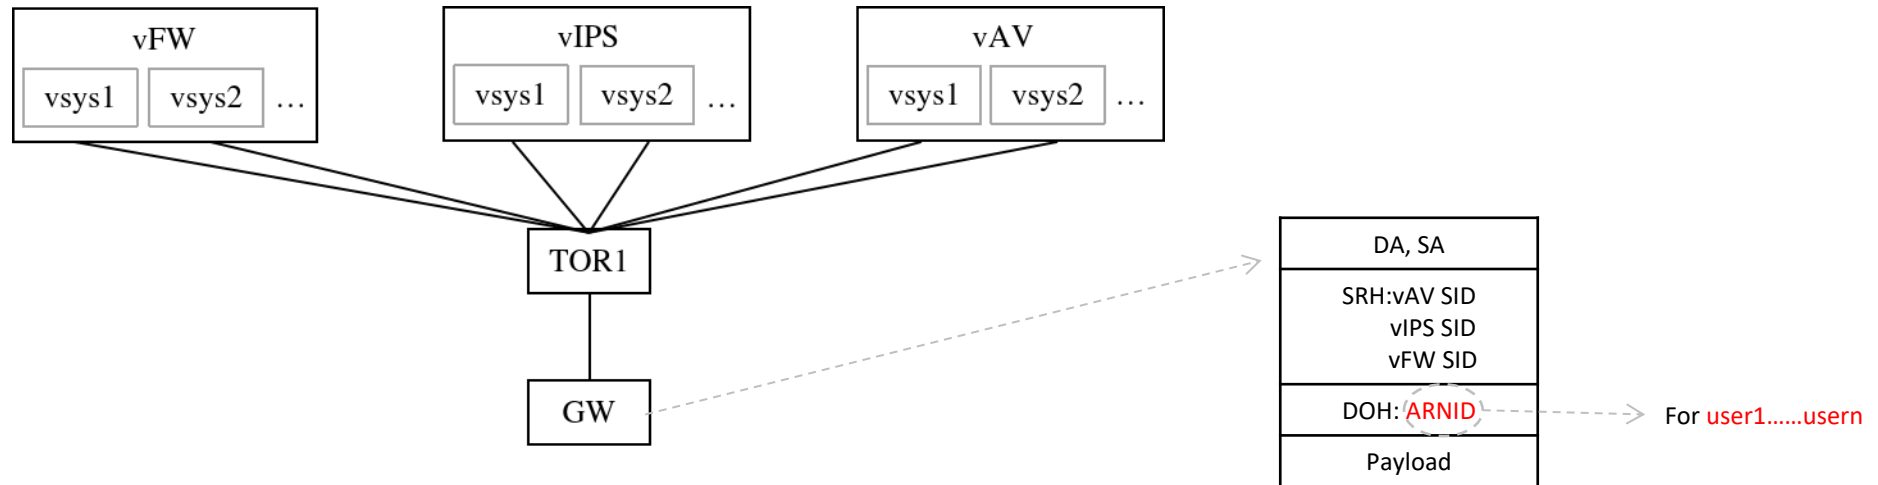 vFW
vsys1 vsys2 …
vIPS
vsys1 vsys2 …
vAV
vsys1 vsys2 …
TOR1
GW
DA, SA
SRH:vAV SID
vIPS SID
vFW SID
DOH: ARNID
Payload
For user1……usern